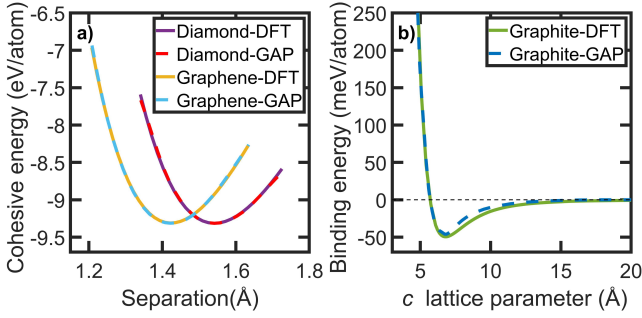 a)
Diamond-DFT
Diamond-GAP
Graphene-DFT
Graphene-GAP
Cohesive energy (eV/atom)
-6.5
-7
-7.5
-8
-8.5
-9
-9.5
1.2
1.4
1.6
1.8
Separation(Å)
b)
Graphite-DFT
Graphite-GAP
Binding energy (meV/atom)
250
200
150
100
50
0
-50
5
10
15
20
c lattice parameter (Å)